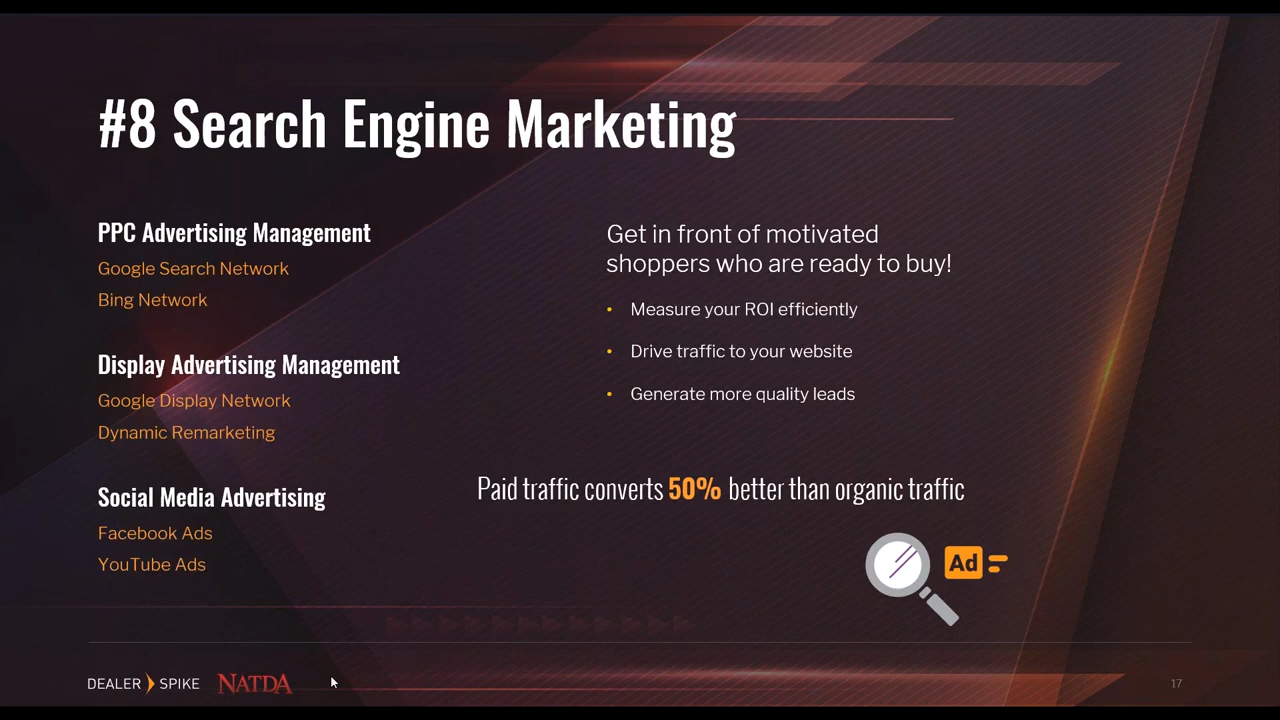 #8 Search Engine Marketing
PPC Advertising Management
Google Search Network
Bing Network
Display Advertising Management
Google Display Network
Dynamic Remarketing
Social Media Advertising
Facebook Ads
YouTube Ads
Get in front of motivated
shoppers who are ready to buy!
• Measure your ROI efficiently
• Drive traffic to your website
• Generate more quality leads
Paid traffic converts 50% better than organic traffic
Ad
DEALER SPIKE NATDA
17